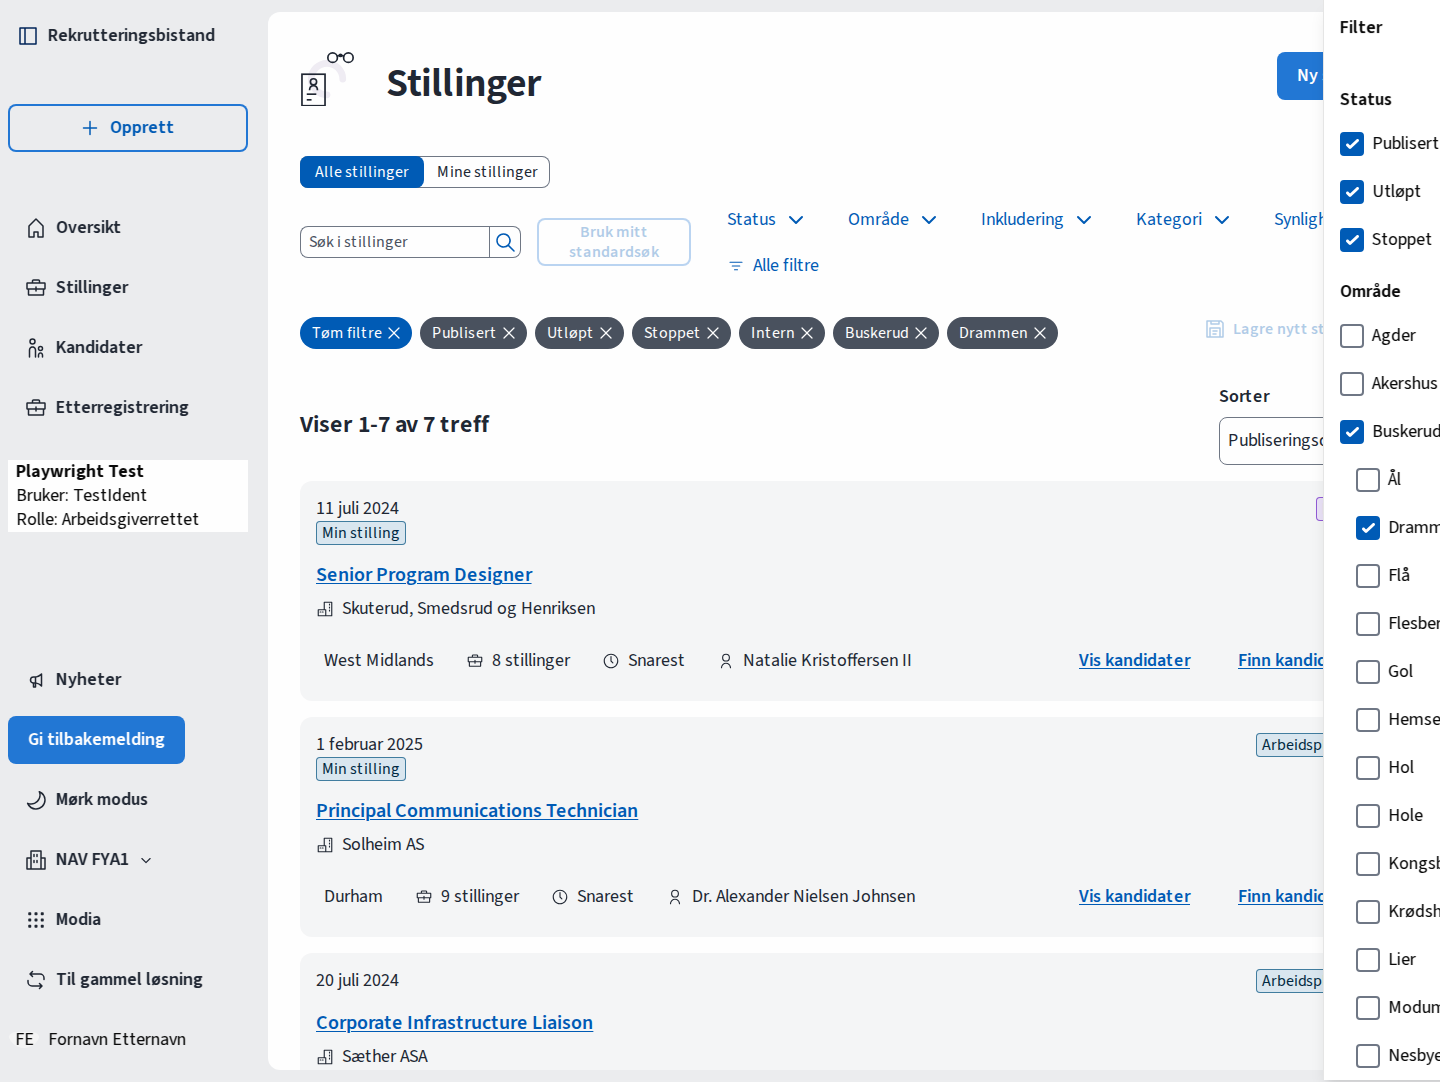 Rekrutteringsbistand
Opprett
Oversikt
Stillinger
Kandidater
Etterregistrering
Playwright Test
Bruker: TestIdent
Rolle: Arbeidsgiverrettet
Nyheter
Gi tilbakemelding
Mørk modus
NAV FYA1
Modia
Til gammel løsning
FE Fornavn Etternavn
Stillinger
Ny
Alle stillinger Mine stillinger
Søk i stillinger
Bruk mitt
standardsøk
Status Område Inkludering Kategori Synligh
Alle filtre
Tøm filtre Publisert Utløpt Stoppet Intern Buskerud Drammen
Lagre nytt st
Viser 1-7 av 7 treff
Sorter
Publiseringsd
11 juli 2024
Min stilling
Senior Program Designer
Skuterud, Smedsrud og Henriksen
West Midlands 8 stillinger Snarest Natalie Kristoffersen II Vis kandidater Finn kandid
1 februar 2025
Arbeidsp
Min stilling
Principal Communications Technician
Solheim AS
Durham 9 stillinger Snarest Dr. Alexander Nielsen Johnsen Vis kandidater Finn kandid
20 juli 2024
Arbeidsp
Corporate Infrastructure Liaison
Sæther ASA
Filter
Status
Publisert
Utløpt
Stoppet
Område
Agder
Akershus
Buskerud
Ål
Dramm
Flå
Flesber
Gol
Hemse
Hol
Hole
Kongsb
Krødsh
Lier
Modum
Nesbye